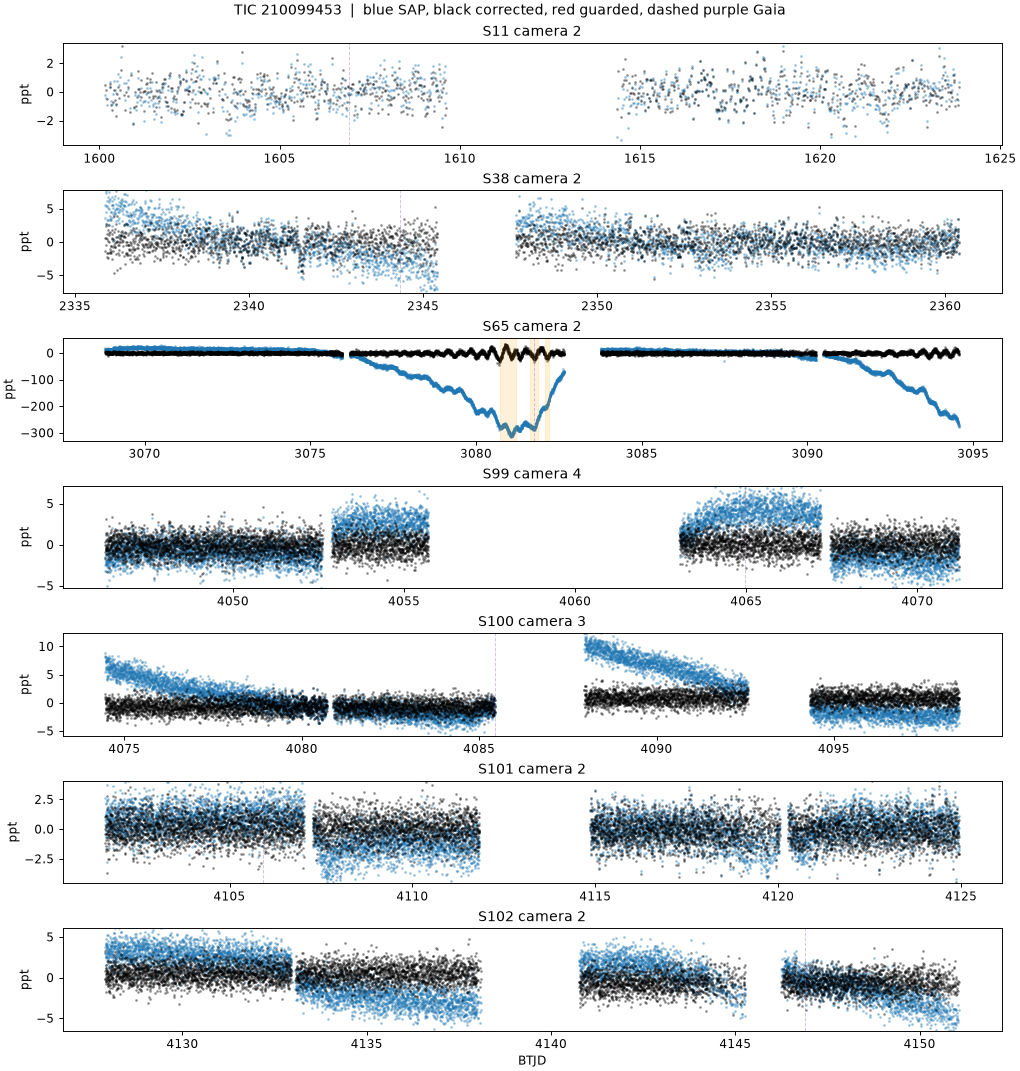 TIC 210099453 | blue SAP, black corrected, red guarded, dashed purple Gaia
S11 camera 2
ppt
2
0
−2
1600 1605 1610 1615 1620 1625
S38 camera 2
ppt
5
0
−5
2335 2340 2345 2350 2355 2360
S65 camera 2
ppt
0
−100
−200
−300
3070 3075 3080 3085 3090 3095
S99 camera 4
ppt
5
0
−5
4050 4055 4060 4065 4070
S100 camera 3
ppt
10
5
0
−5
4075 4080 4085 4090 4095
S101 camera 2
ppt
2.5
0.0
−2.5
4105 4110 4115 4120 4125
S102 camera 2
ppt
5
0
−5
4130 4135 4140 4145 4150
BTJD